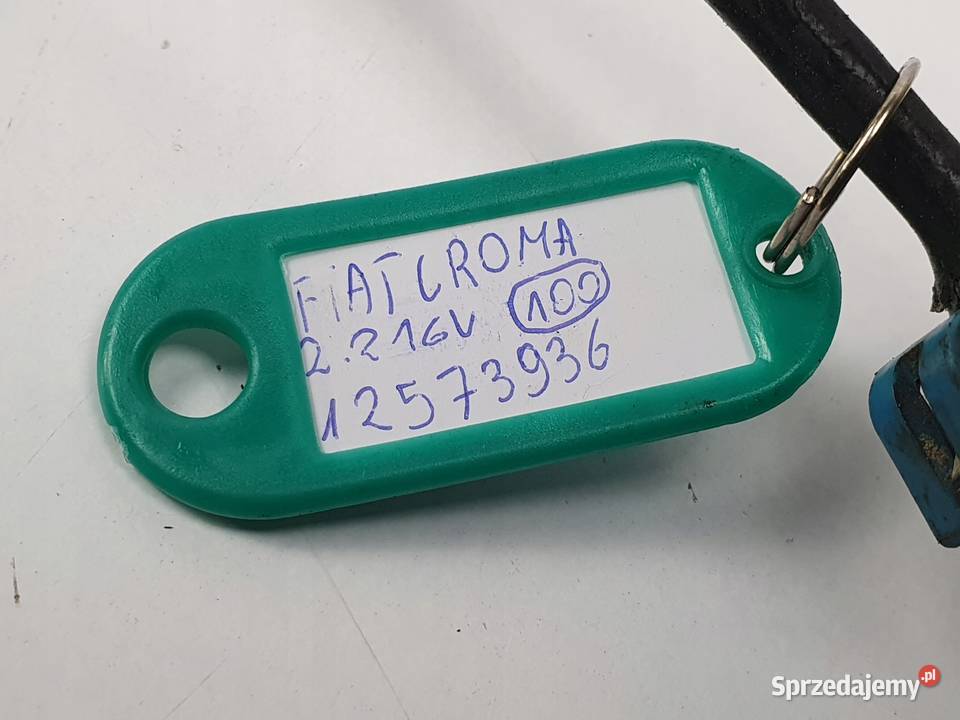 FiAT CROMA
2.2 16V 100
12573936
Sprzedajemy.pl